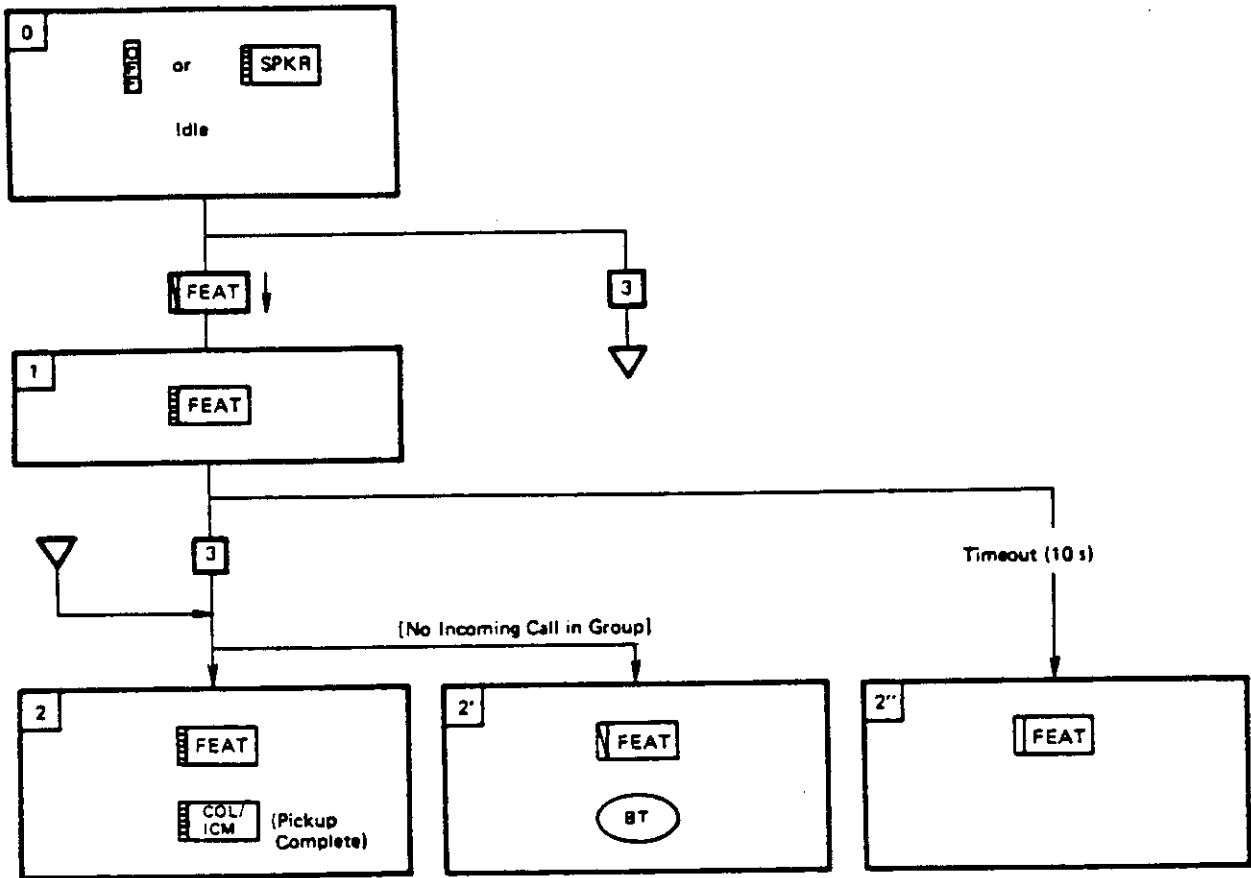 0
or
SPKR
Idle
FEAT
3
1
FEAT
3
Timeout (10 s)
[No Incoming Call in Group]
2
FEAT
COL/
ICM
(Pickup
Complete)
2'
FEAT
BT
2''
FEAT